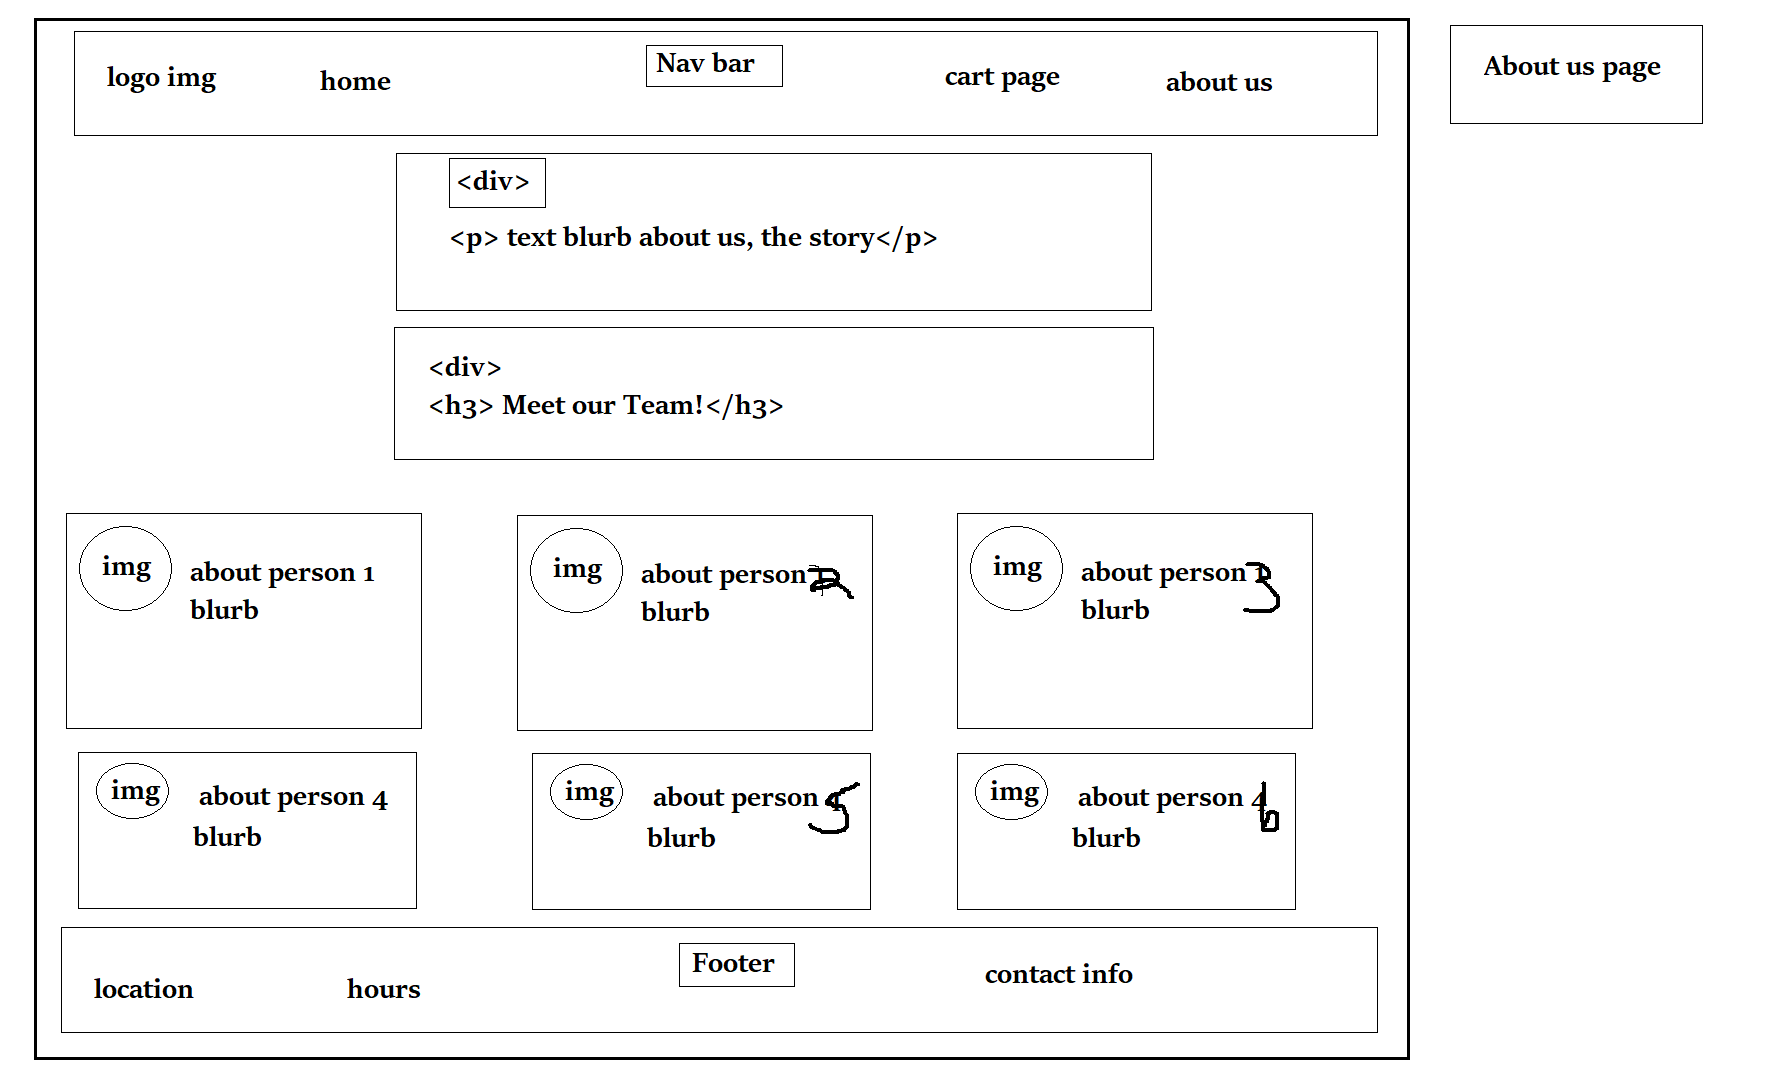 logo img
home
Nav bar
cart page
about us
About us page
<div>
<p> text blurb about us, the story</p>
<div>
<h3> Meet our Team!</h3>
img
about person 1
blurb
img
about person 2
blurb
img
about person 3
blurb
img
about person 4
blurb
img
about person 5
blurb
img
about person 6
blurb
location
hours
Footer
contact info